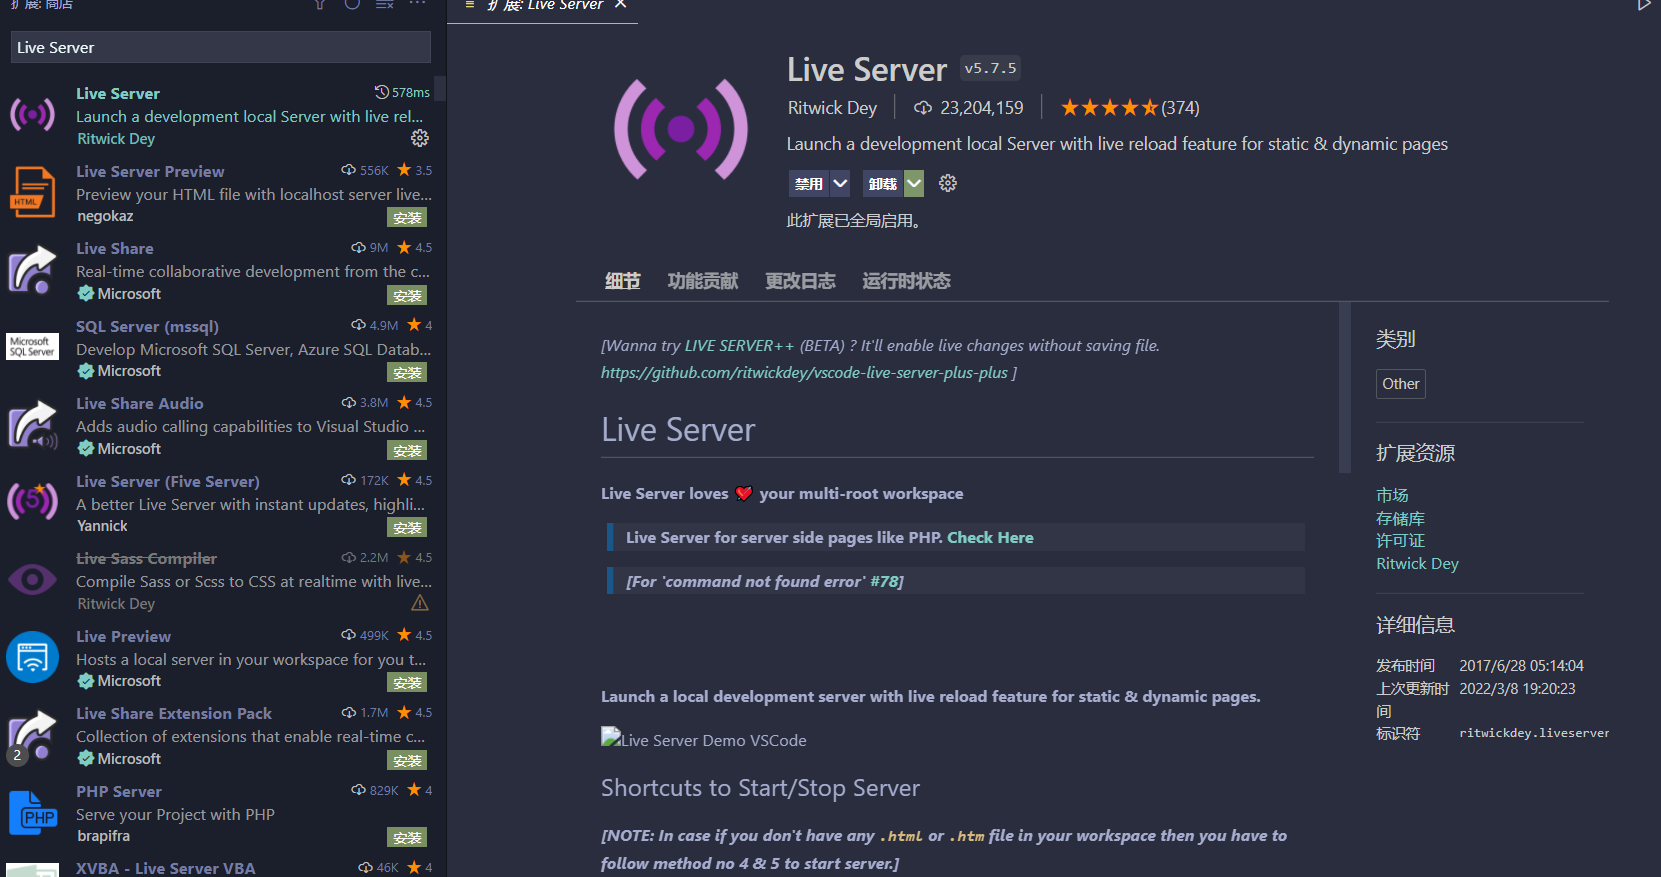 扩展: 商店
Live Server
Live Server
578ms
Launch a development local Server with live rel...
Ritwick Dey
Live Server Preview
556K
3.5
Preview your HTML file with localhost server live...
negokaz
安装
Live Share
9M
4.5
Real-time collaborative development from the c...
Microsoft
安装
Microsoft
SQL Server
SQL Server (mssql)
4.9M
4
Develop Microsoft SQL Server, Azure SQL Datab...
Microsoft
安装
Live Share Audio
3.8M
4.5
Adds audio calling capabilities to Visual Studio ...
Microsoft
安装
Live Server (Five Server)
172K
4.5
A better Live Server with instant updates, highli...
Yannick
安装
Live Sass Compiler
2.2M
4.5
Compile Sass or Scss to CSS at realtime with live...
Ritwick Dey
Live Preview
499K
4.5
Hosts a local server in your workspace for you t...
Microsoft
安装
Live Share Extension Pack
1.7M
4.5
Collection of extensions that enable real-time c...
2
Microsoft
安装
PHP
PHP Server
829K
4
Serve your Project with PHP
brapifra
安装
XVBA - Live Server VBA
46K
4
扩展: Live Server
Live Server
v5.7.5
Ritwick Dey
23,204,159
(374)
Launch a development local Server with live reload feature for static & dynamic pages
禁用
卸载
此扩展已全局启用。
细节
功能贡献
更改日志
运行时状态
[Wanna try LIVE SERVER++ (BETA) ? It'll enable live changes without saving file.
https://github.com/ritwickdey/vscode-live-server-plus-plus ]
Live Server
Live Server loves ❤️ your multi-root workspace
Live Server for server side pages like PHP. Check Here
[For 'command not found error' #78]
Launch a local development server with live reload feature for static & dynamic pages.
Live Server Demo VSCode
Shortcuts to Start/Stop Server
[NOTE: In case if you don't have any .html or .htm file in your workspace then you have to
follow method no 4 & 5 to start server.]
类别
Other
扩展资源
市场
存储库
许可证
Ritwick Dey
详细信息
发布时间 2017/6/28 05:14:04
上次更新时 2022/3/8 19:20:23
间
标识符 ritwickdey.liveserver
HTML
5